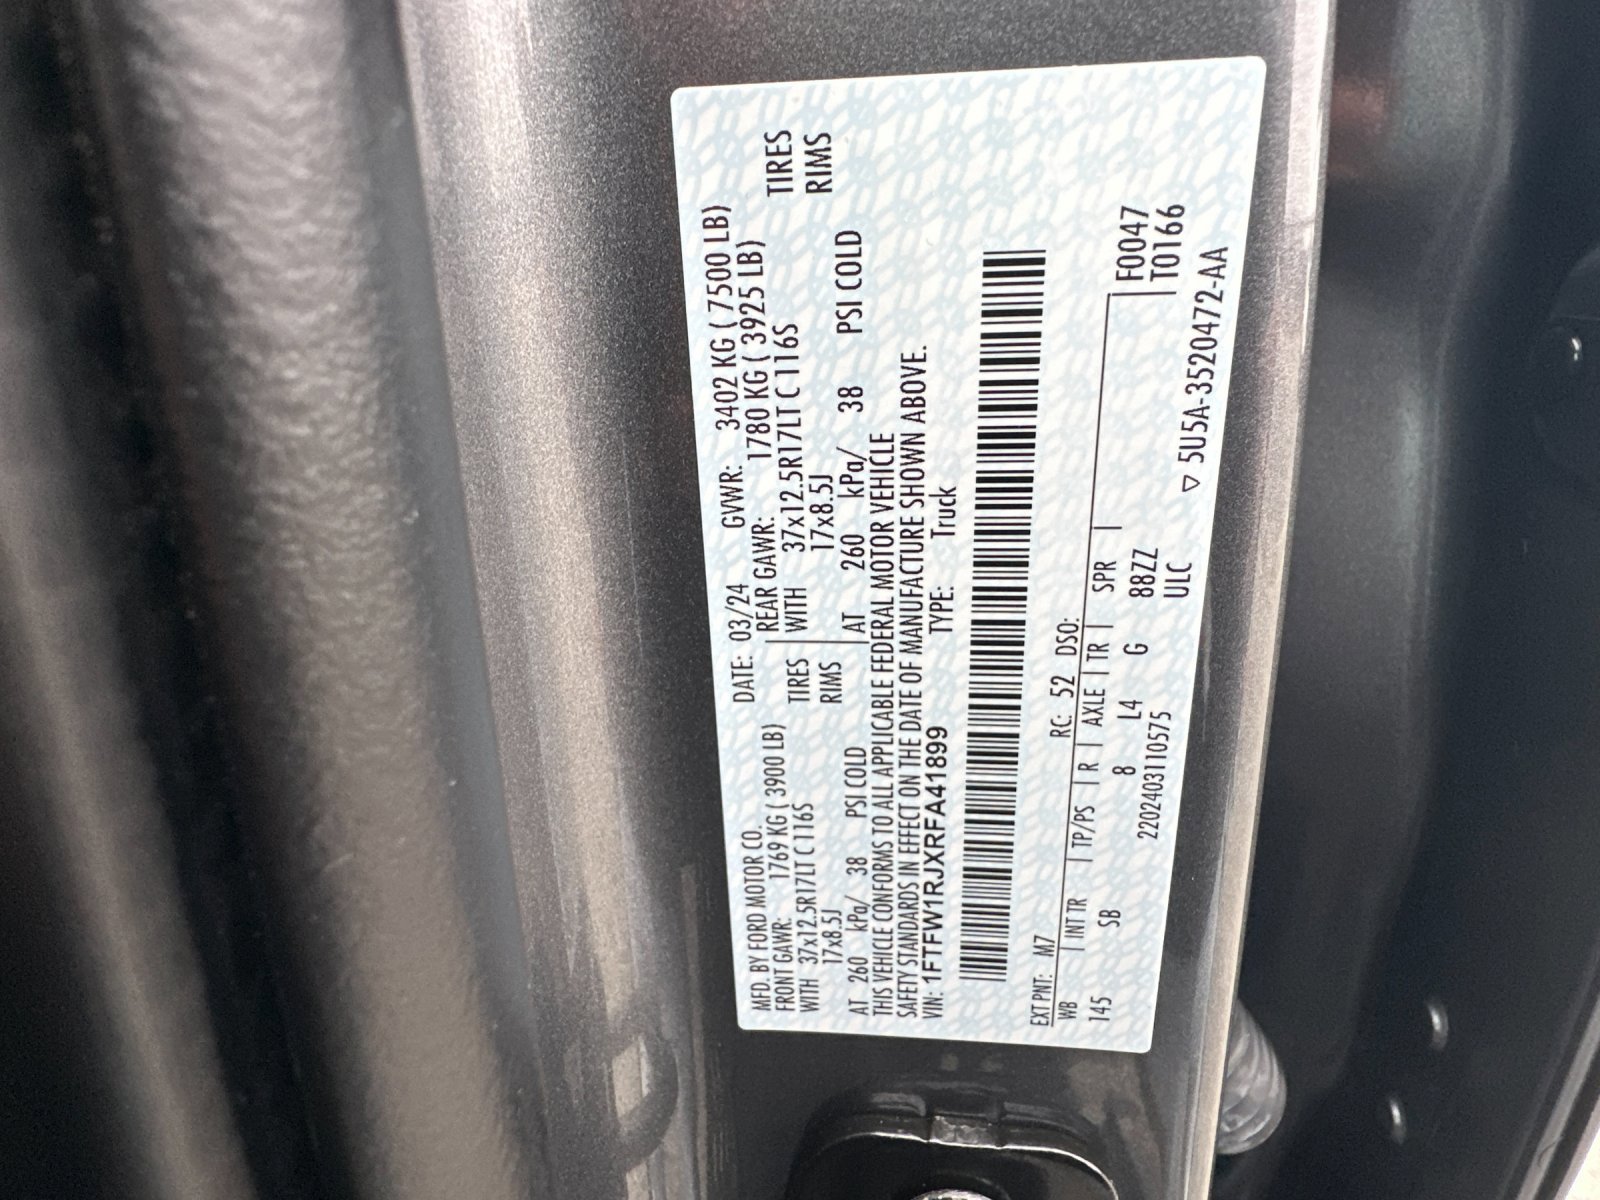 MFD. BY FORD MOTOR CO.
DATE: 03/24 GVWR: 3402 KG ( 7500 LB)
FRONT GAWR: 1769 KG ( 3900 LB) REAR GAWR: 1780 KG ( 3925 LB)
WITH 37x12.5R17LT C 116S TIRES WITH 37x12.5R17LT C 116S TIRES
17x8.5J RIMS 17x8.5J RIMS
AT 260 kPa/ 38 PSI COLD AT 260 kPa/ 38 PSI COLD
THIS VEHICLE CONFORMS TO ALL APPLICABLE FEDERAL MOTOR VEHICLE
SAFETY STANDARDS IN EFFECT ON THE DATE OF MANUFACTURE SHOWN ABOVE.
VIN: 1FTFW1RJXRFA41899 TYPE: Truck
EXT PNT: M7 RC: 52 DSO: F0047
WB INT TR TP/PS R AXLE TR SPR T0166
145 SB 8 L4 G 88ZZ
2202403110575 ULC ▽ 5U5A-3520472-AA